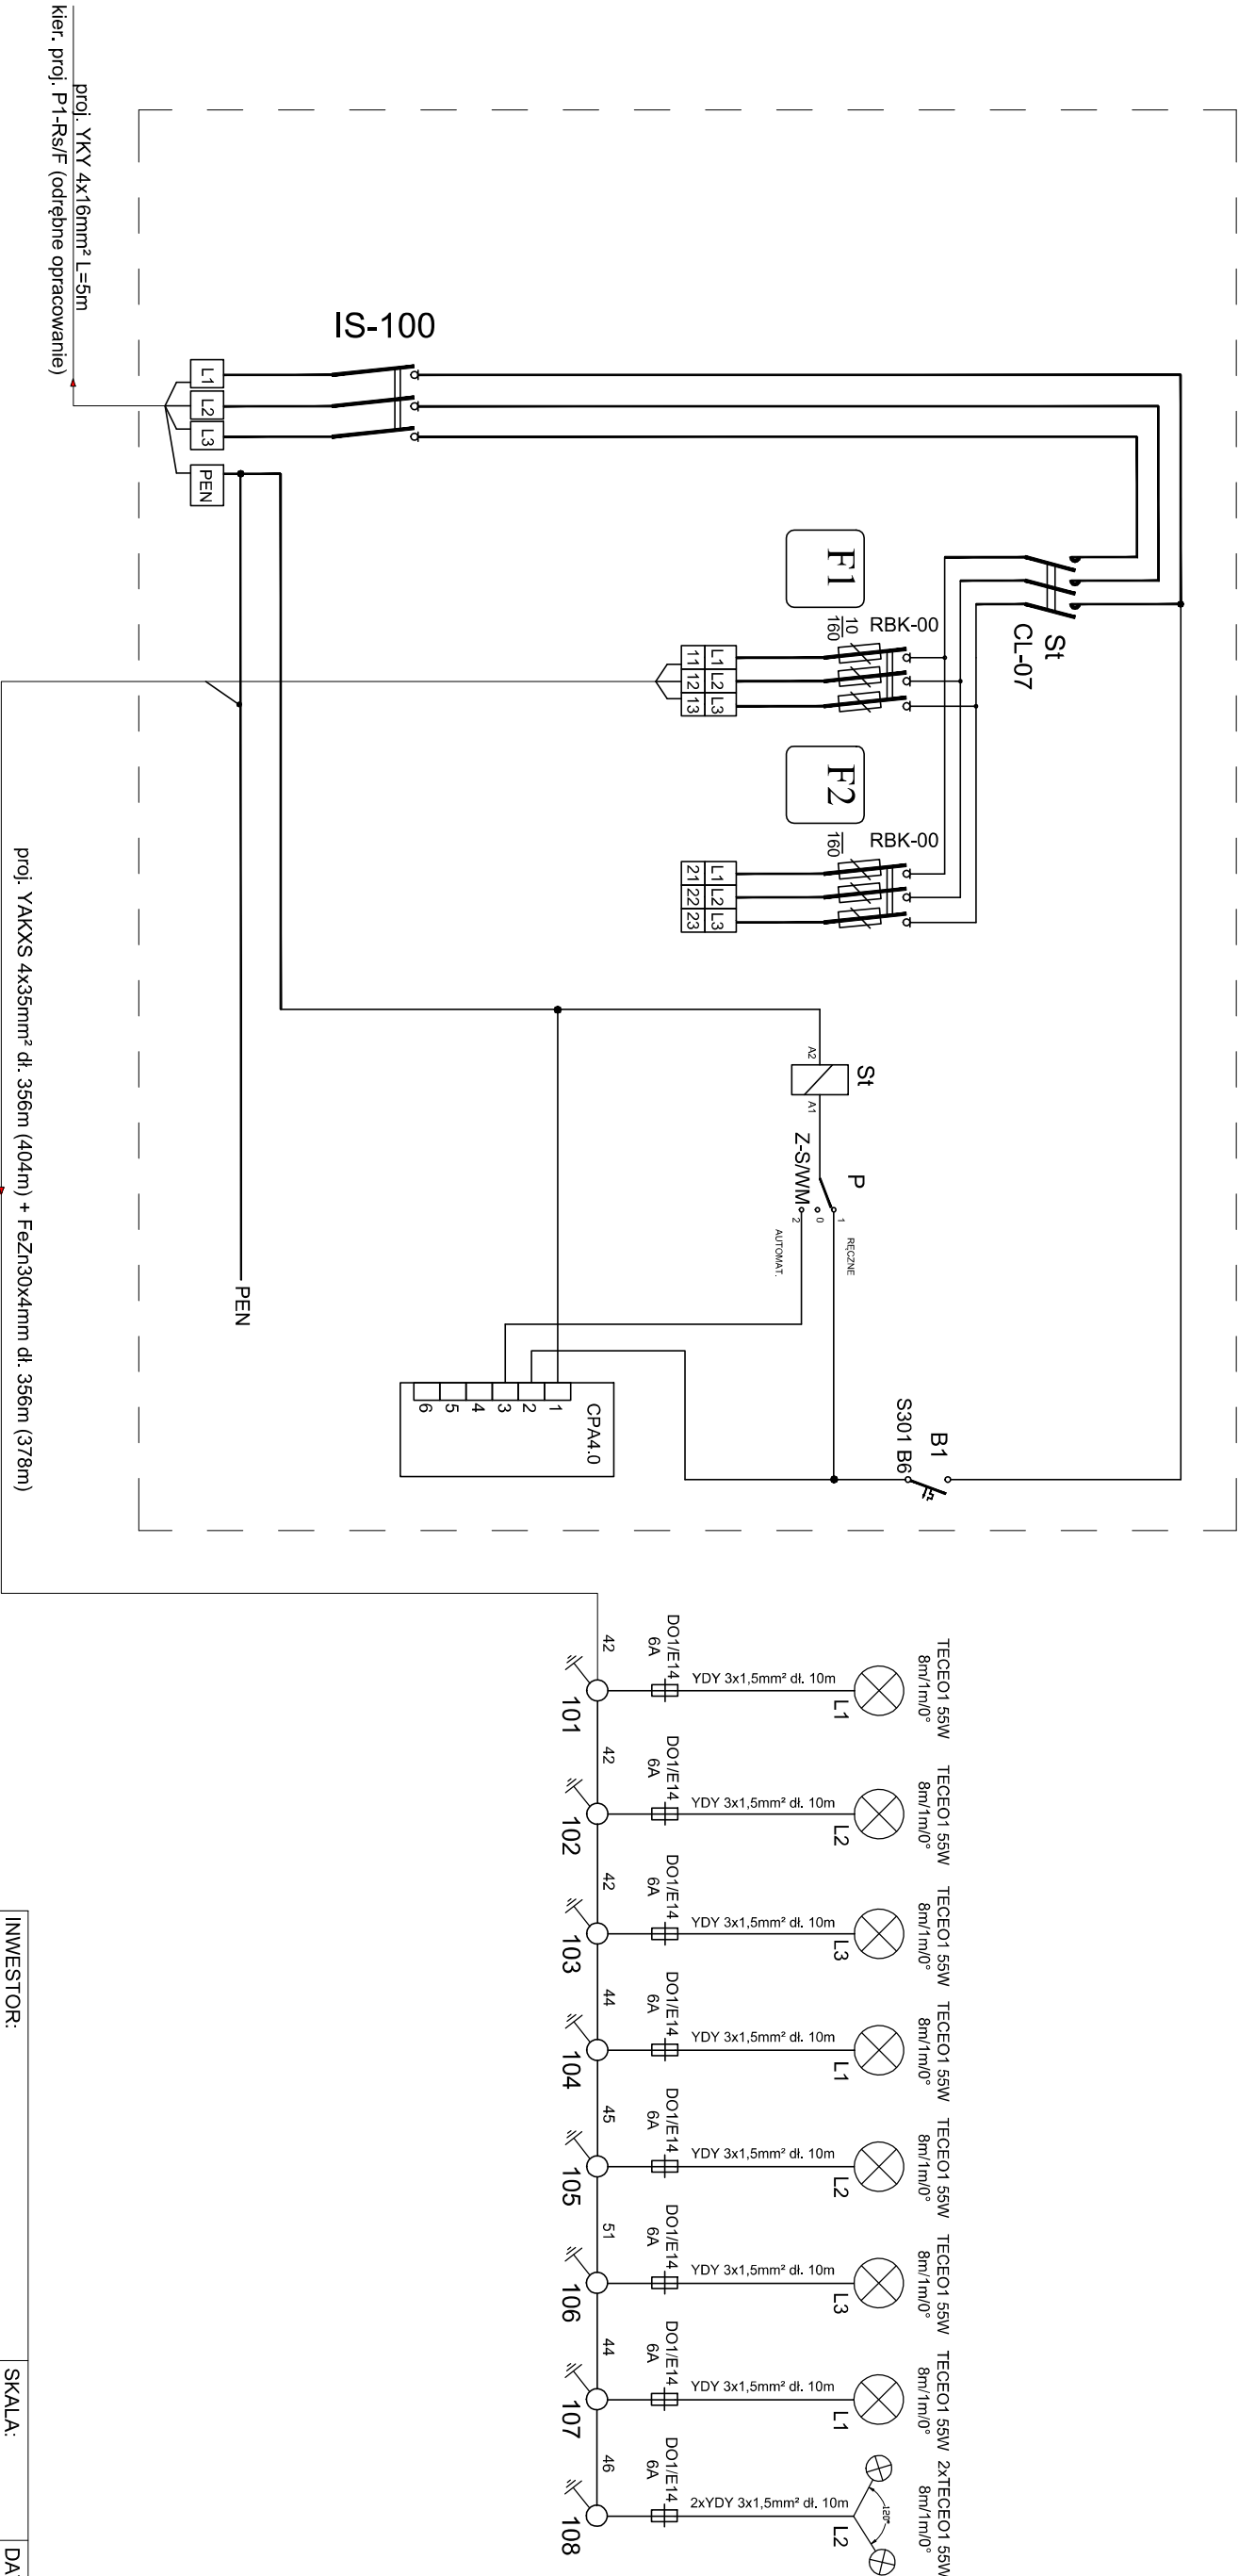 proj. YKY 4x16mm² L=5m
kier. proj. P1-Rs/F (odrębne opracowanie)
IS-100
L1
L2
L3
PEN
St
CL-07
F1
RBK-00
10
160
L1
L2
L3
11
12
13
F2
RBK-00
160
L1
L2
L3
21
22
23
St
A2
A1
P
Z-S/WM
1
0
2
RĘCZNE
AUTOMAT.
PEN
CPA4.0
1
2
3
4
5
6
B1
S301 B6
proj. YAKXS 4x35mm² dł. 356m (404m) + FeZn30x4mm dł. 356m (378m)
TECEO1 55W
8m/1m/0°
L1
YDY 3x1,5mm² dł. 10m
DO1/E14
6A
42
101
TECEO1 55W
8m/1m/0°
L2
YDY 3x1,5mm² dł. 10m
DO1/E14
6A
42
102
TECEO1 55W
8m/1m/0°
L3
YDY 3x1,5mm² dł. 10m
DO1/E14
6A
42
103
TECEO1 55W
8m/1m/0°
L1
YDY 3x1,5mm² dł. 10m
DO1/E14
6A
44
104
TECEO1 55W
8m/1m/0°
L2
YDY 3x1,5mm² dł. 10m
DO1/E14
6A
45
105
TECEO1 55W
8m/1m/0°
L3
YDY 3x1,5mm² dł. 10m
DO1/E14
6A
51
106
TECEO1 55W
8m/1m/0°
L1
YDY 3x1,5mm² dł. 10m
DO1/E14
6A
44
107
2xTECEO1 55W
8m/1m/0°
120°
L2
2xYDY 3x1,5mm² dł. 10m
DO1/E14
6A
46
108
INWESTOR:
SKALA: